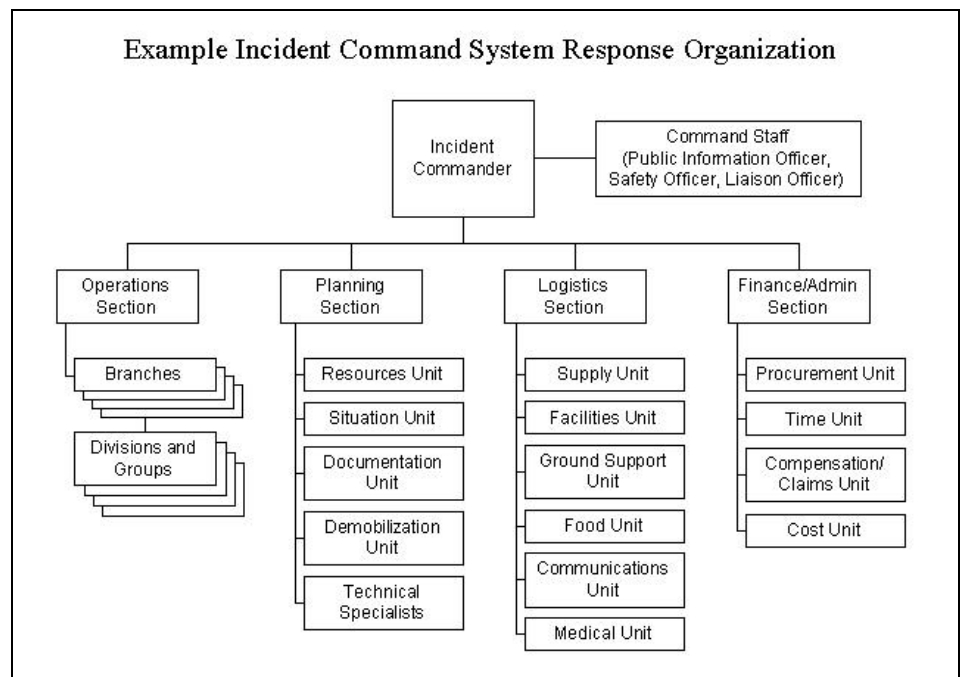 Example Incident Command System Response Organization
Incident
Commander
Command Staff
(Public Information Officer,
Safety Officer, Liaison Officer)
Operations
Section
Planning
Section
Logistics
Section
Finance/Admin
Section
Branches
Divisions and
Groups
Resources Unit
Situation Unit
Documentation
Unit
Demobilization
Unit
Technical
Specialists
Supply Unit
Facilities Unit
Ground Support
Unit
Food Unit
Communications
Unit
Medical Unit
Procurement Unit
Time Unit
Compensation/
Claims Unit
Cost Unit